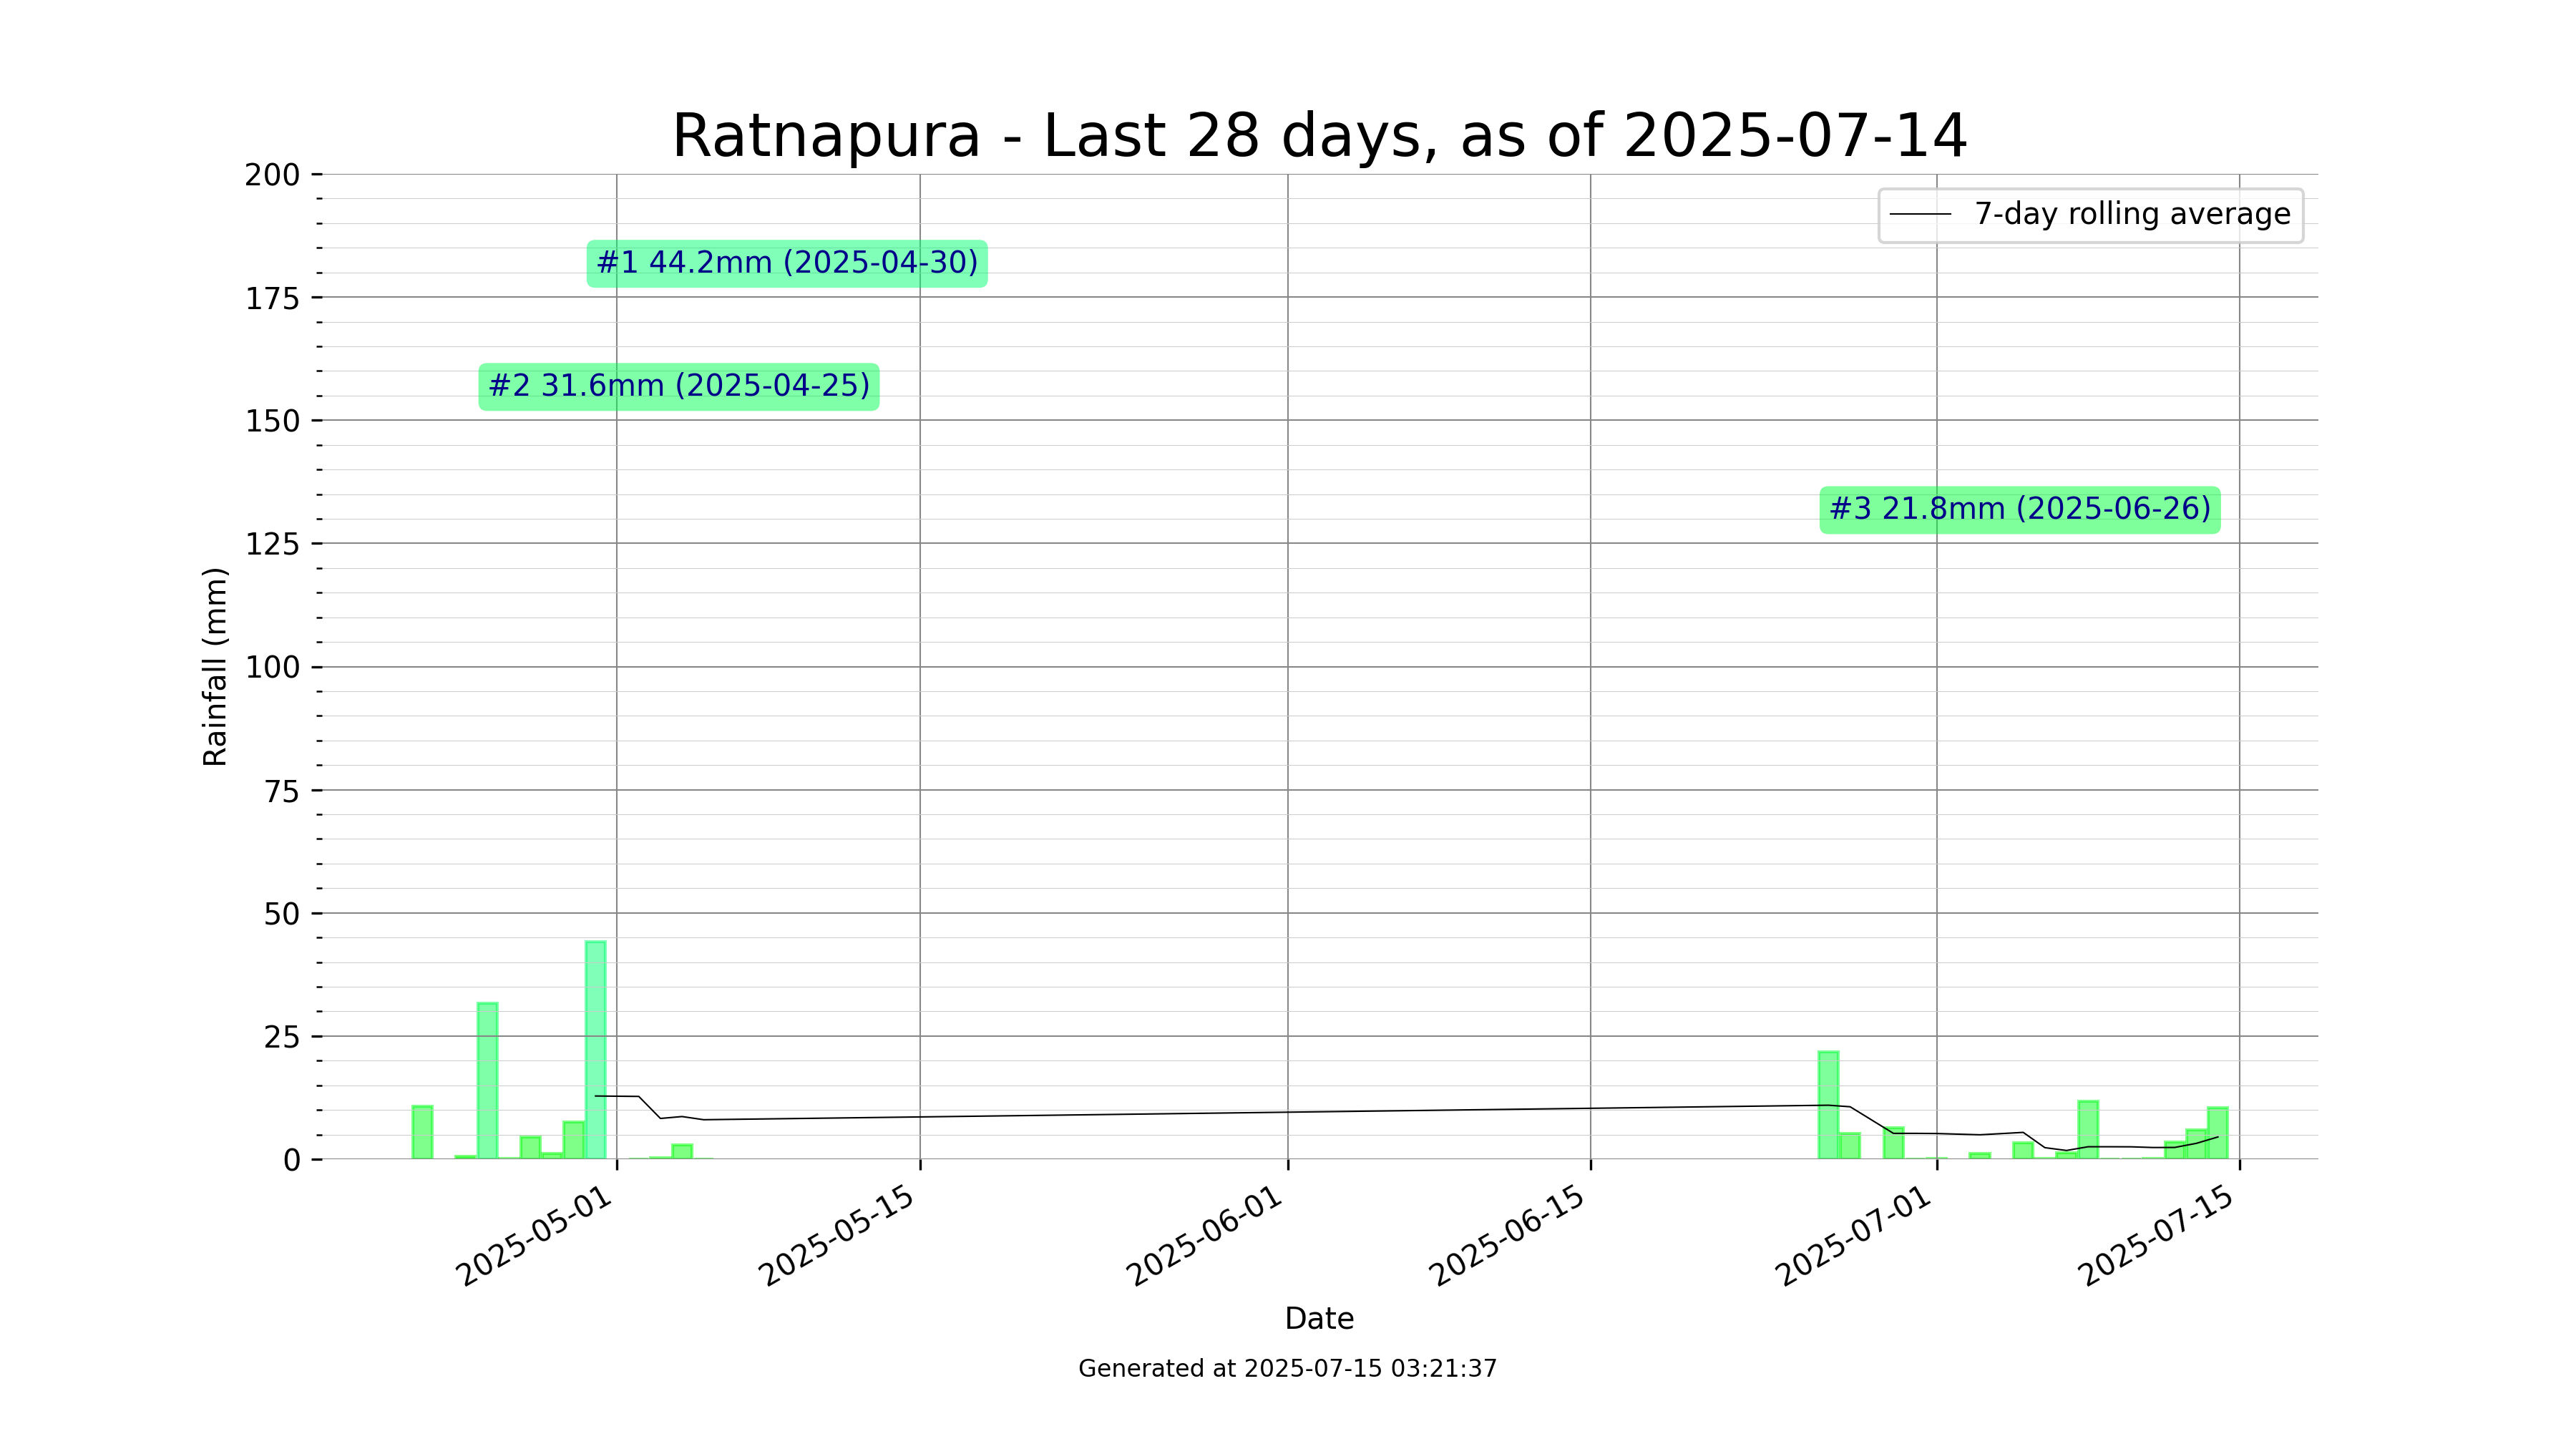 Ratnapura - Last 28 days, as of 2025-07-14
200
175
150
125
100
75
50
25
0
Rainfall (mm)
7-day rolling average
#1 44.2mm (2025-04-30)
#2 31.6mm (2025-04-25)
#3 21.8mm (2025-06-26)
2025-05-01
2025-05-15
2025-06-01
2025-06-15
2025-07-01
2025-07-15
Date
Generated at 2025-07-15 03:21:37